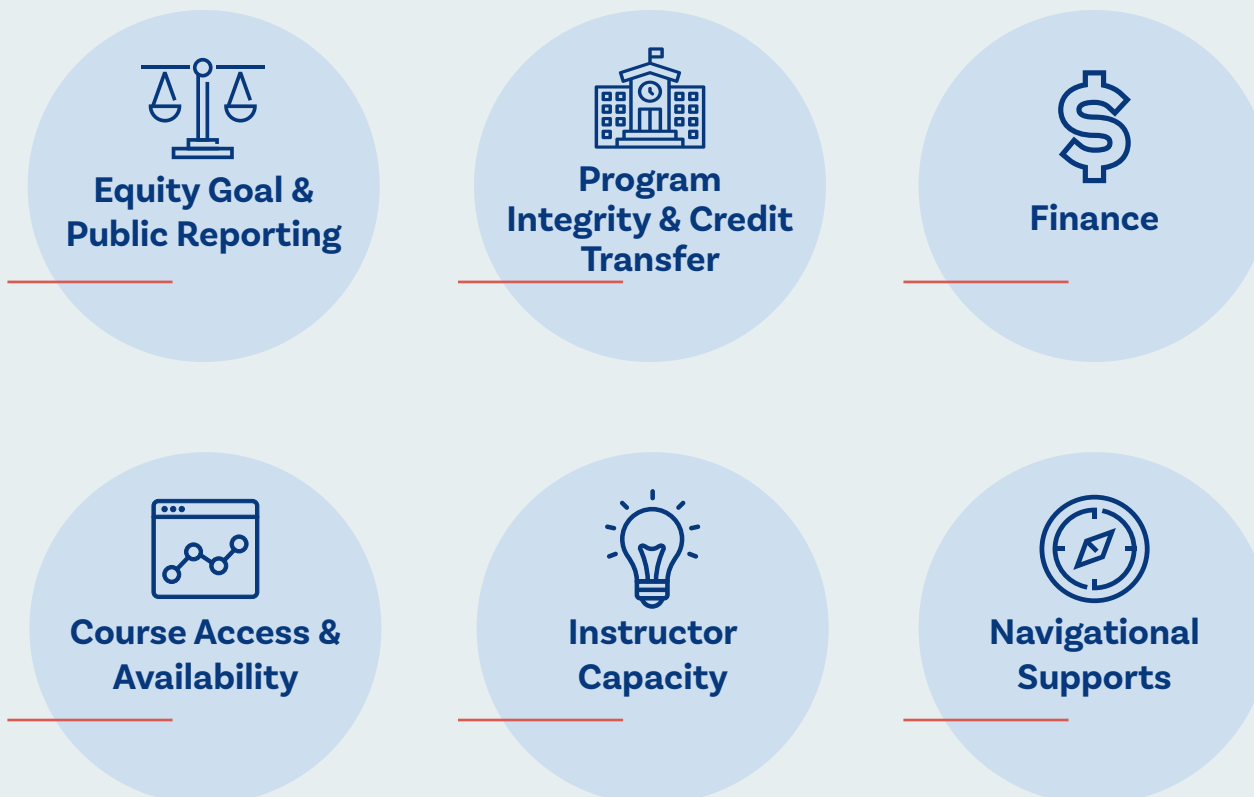 Equity Goal &
Public Reporting
Program
Integrity & Credit
Transfer
Finance
Course Access &
Availability
Instructor
Capacity
Navigational
Supports